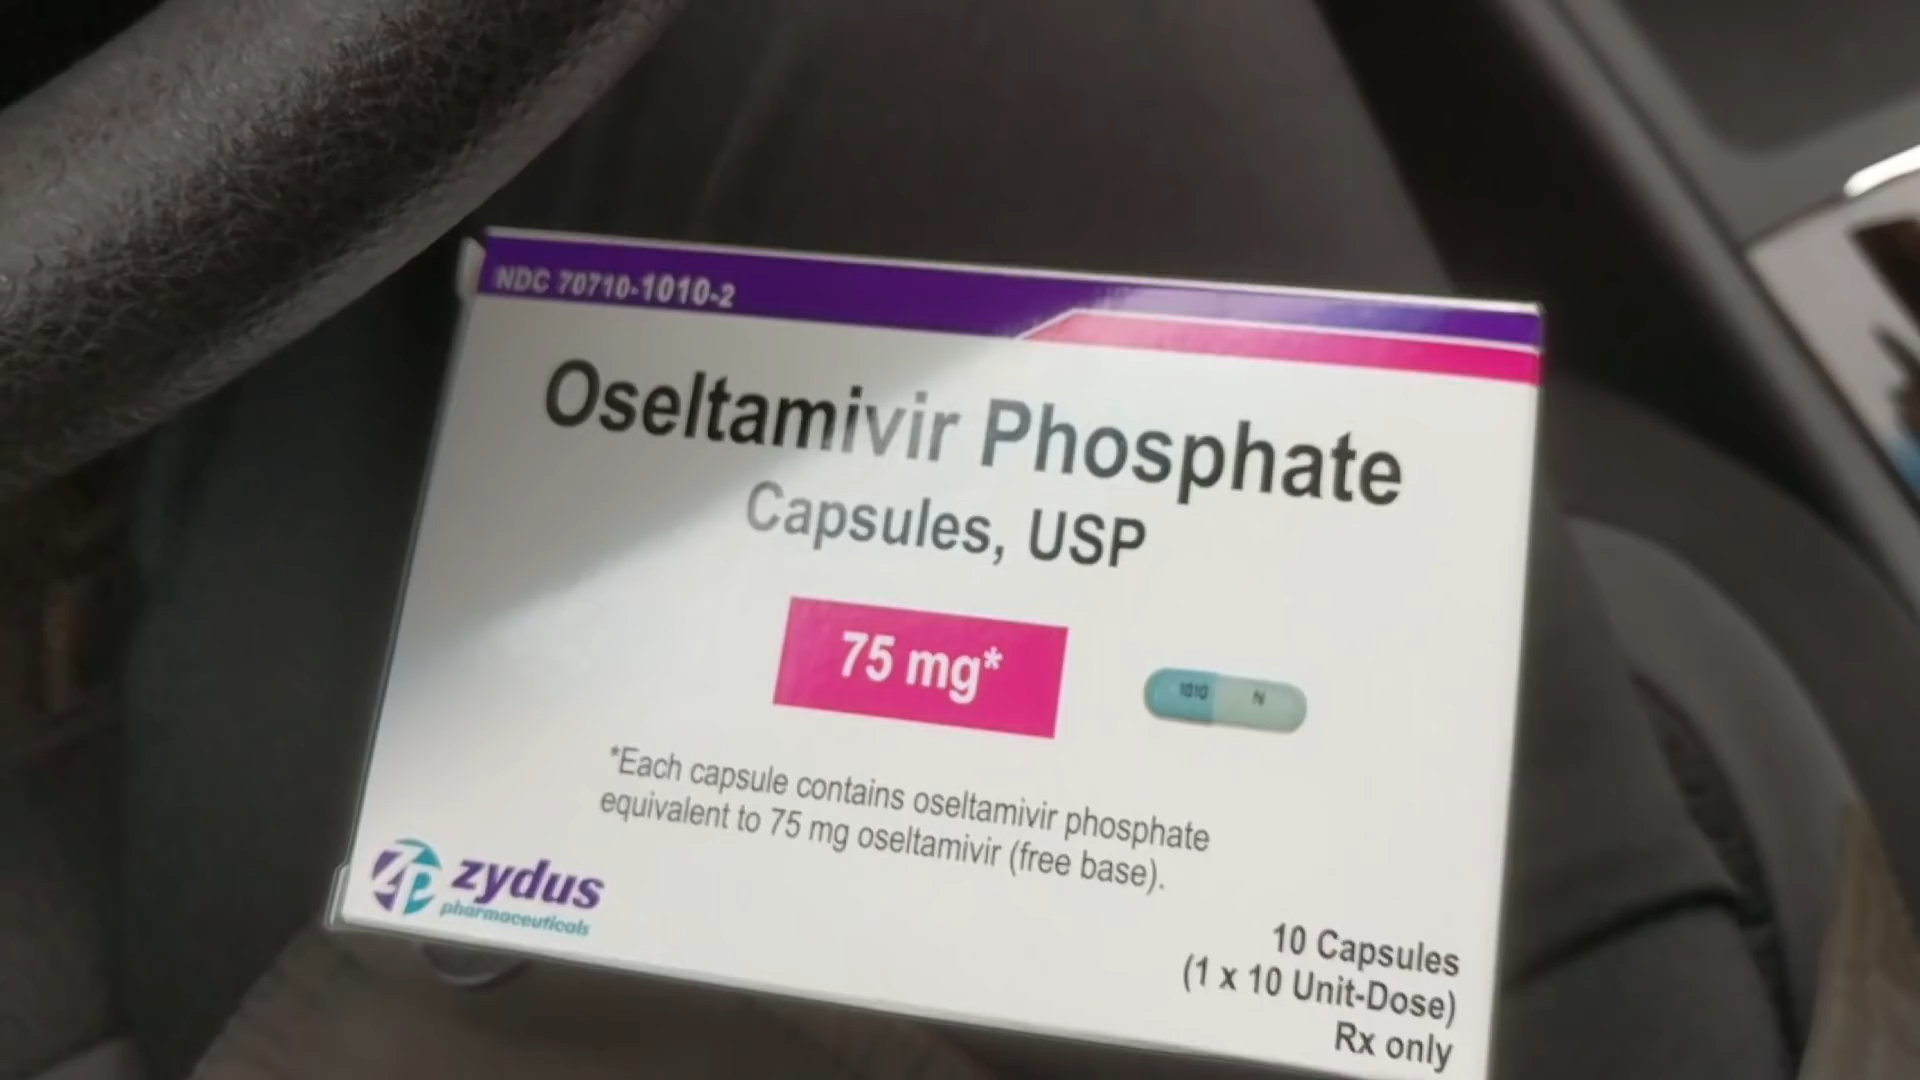 NDC 70710-1010-2
Oseltamivir Phosphate
Capsules, USP
75 mg*
1010 N
*Each capsule contains oseltamivir phosphate
equivalent to 75 mg oseltamivir (free base).
zydus
pharmaceuticals
10 Capsules
(1 x 10 Unit-Dose)
Rx only